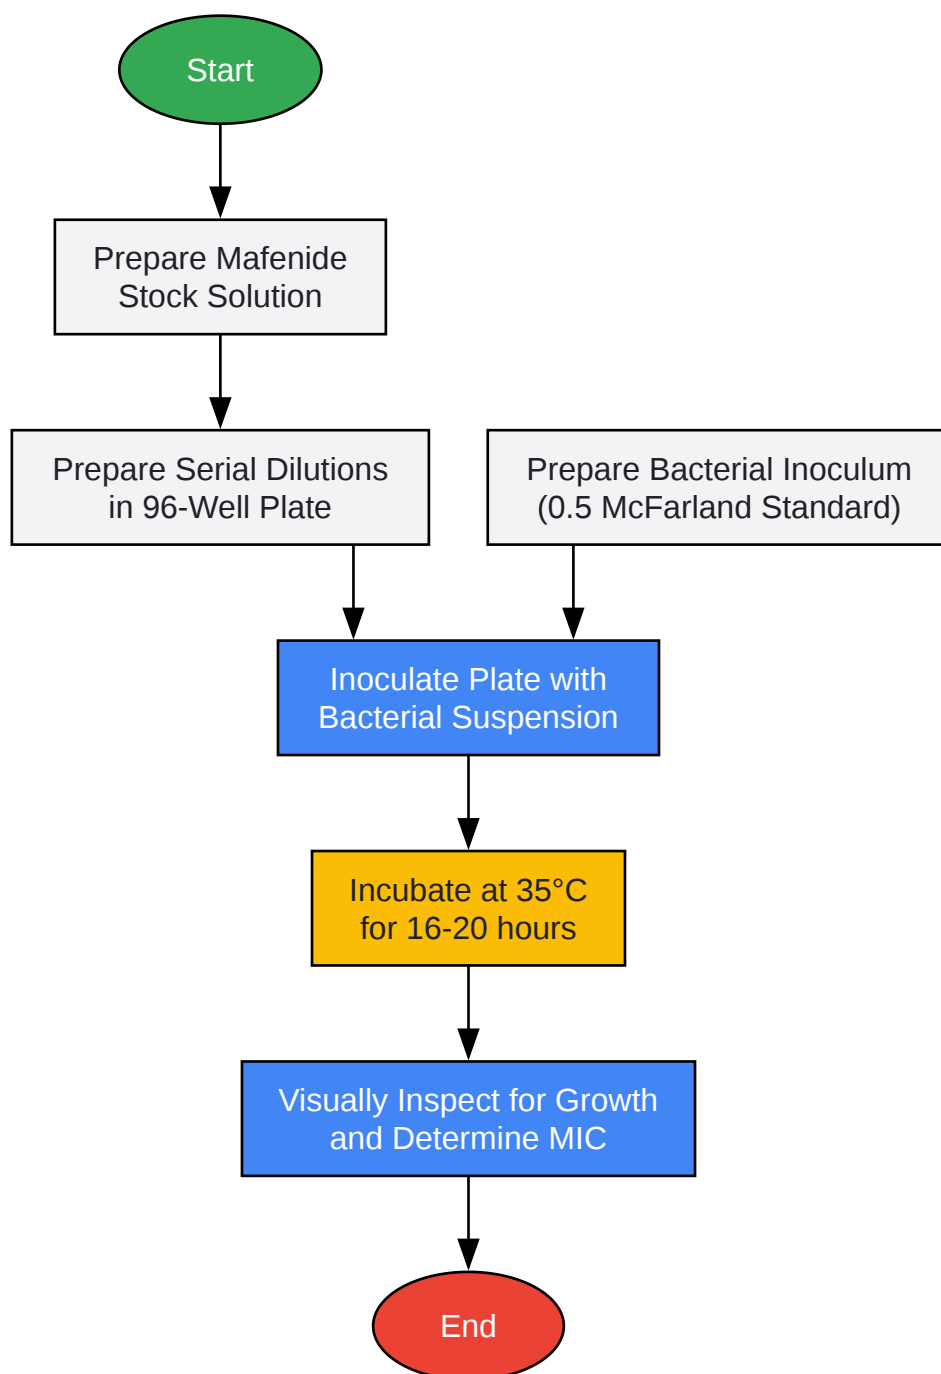 Start
Prepare Mafenide
Stock Solution
Prepare Serial Dilutions
in 96-Well Plate
Prepare Bacterial Inoculum
(0.5 McFarland Standard)
Inoculate Plate with
Bacterial Suspension
Incubate at 35°C
for 16-20 hours
Visually Inspect for Growth
and Determine MIC
End